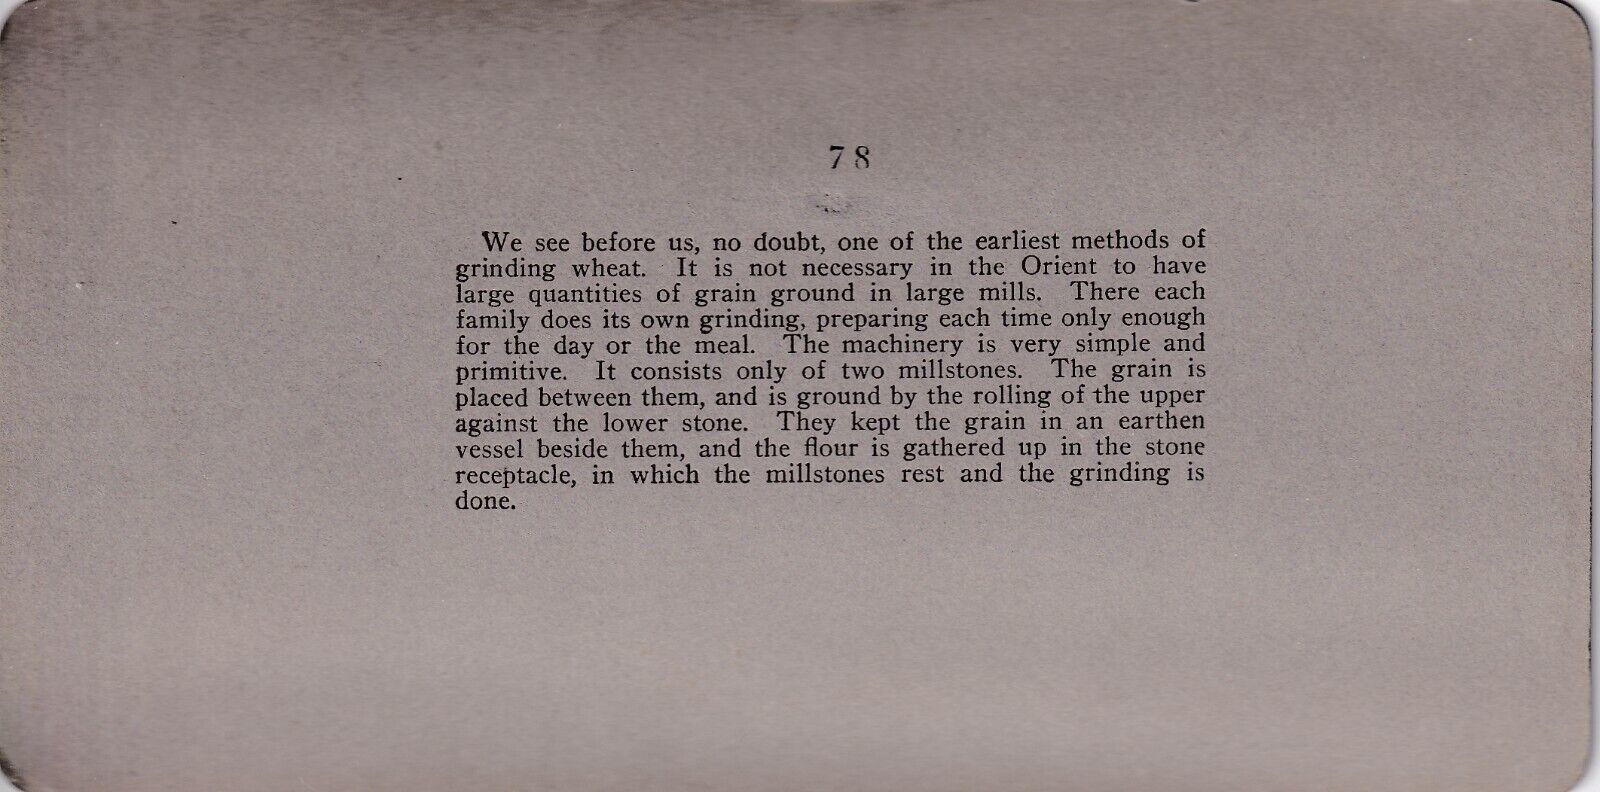 78
We see before us, no doubt, one of the earliest methods of
grinding wheat. It is not necessary in the Orient to have
large quantities of grain ground in large mills. There each
family does its own grinding, preparing each time only enough
for the day or the meal. The machinery is very simple and
primitive. It consists only of two millstones. The grain is
placed between them, and is ground by the rolling of the upper
against the lower stone. They kept the grain in an earthen
vessel beside them, and the flour is gathered up in the stone
receptacle, in which the millstones rest and the grinding is
done.